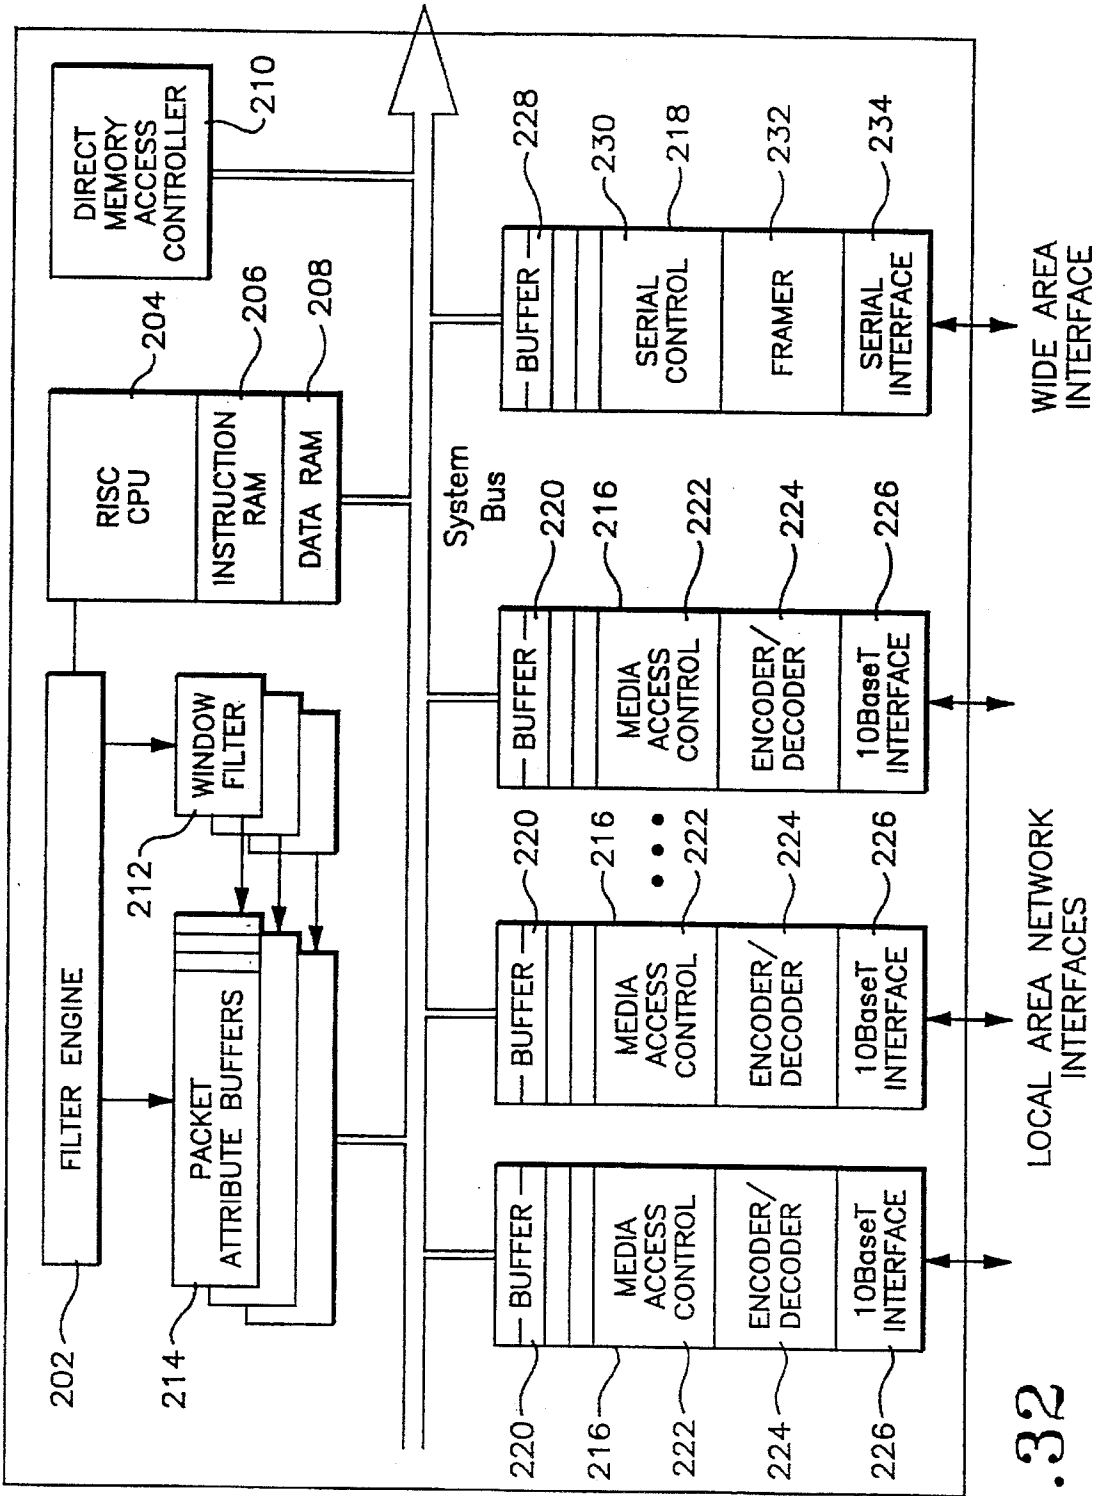 202
FILTER ENGINE
214
PACKET
ATTRIBUTE BUFFERS
212
WINDOW
FILTER
RISC
CPU
204
INSTRUCTION
RAM
206
DATA RAM
208
DIRECT
MEMORY
ACCESS
CONTROLLER
210
System
Bus
220
BUFFER
216
MEDIA
ACCESS
CONTROL
222
ENCODER/
DECODER
224
10BaseT
INTERFACE
226
BUFFER
220
216
MEDIA
ACCESS
CONTROL
222
ENCODER/
DECODER
224
10BaseT
INTERFACE
226
BUFFER
220
216
MEDIA
ACCESS
CONTROL
222
ENCODER/
DECODER
224
10BaseT
INTERFACE
226
BUFFER
228
SERIAL
CONTROL
230
218
FRAMER
232
SERIAL
INTERFACE
234
LOCAL AREA NETWORK
INTERFACES
WIDE AREA
INTERFACE
.32